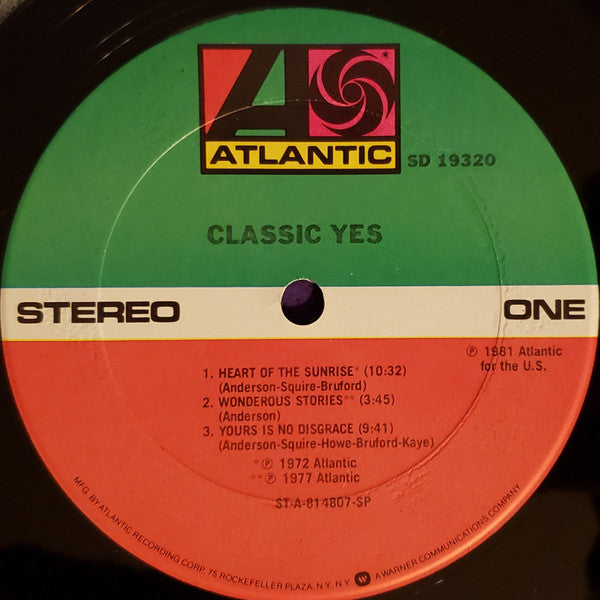 ATLANTIC
SD 19320
CLASSIC YES
STEREO
ONE
℗ 1981 Atlantic
for the U.S.
1. HEART OF THE SUNRISE* (10:32)
(Anderson-Squire-Bruford)
2. WONDEROUS STORIES** (3:45)
(Anderson)
3. YOURS IS NO DISGRACE (9:41)
(Anderson-Squire-Howe-Bruford-Kaye)
*℗ 1972 Atlantic
**℗ 1977 Atlantic
ST-A-814807-SP
MFG. BY ATLANTIC RECORDING CORP. 75 ROCKEFELLER PLAZA, N.Y., N.Y. A WARNER COMMUNICATIONS COMPANY